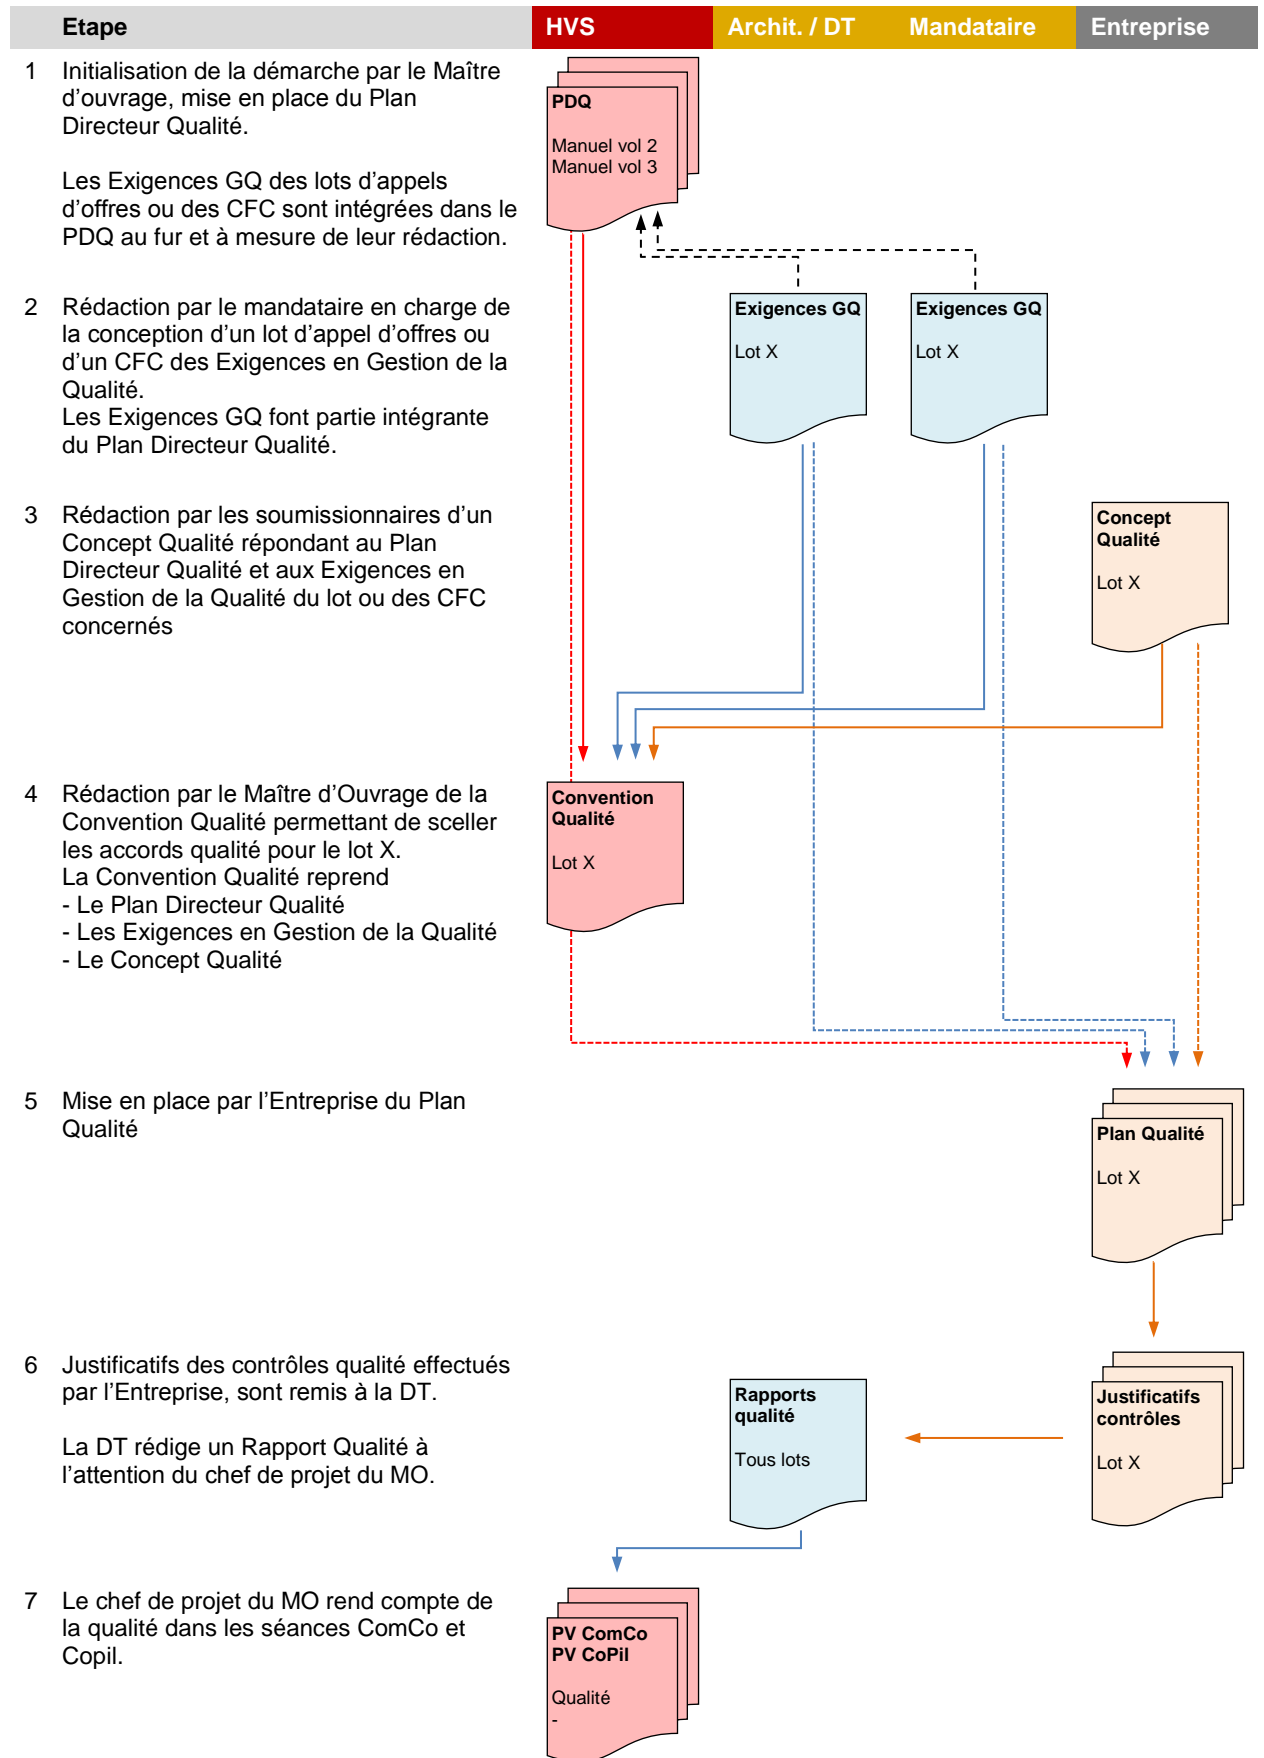 Etape
HVS
Archit. / DT
Mandataire
Entreprise
1 Initialisation de la démarche par le Maître
d’ouvrage, mise en place du Plan
Directeur Qualité.
Les Exigences GQ des lots d’appels
d’offres ou des CFC sont intégrées dans le
PDQ au fur et à mesure de leur rédaction.
PDQ
Manuel vol 2
Manuel vol 3
2 Rédaction par le mandataire en charge de
la conception d’un lot d’appel d’offres ou
d’un CFC des Exigences en Gestion de la
Qualité.
Les Exigences GQ font partie intégrante
du Plan Directeur Qualité.
Exigences GQ
Lot X
Exigences GQ
Lot X
3 Rédaction par les soumissionnaires d’un
Concept Qualité répondant au Plan
Directeur Qualité et aux Exigences en
Gestion de la Qualité du lot ou des CFC
concernés
Concept
Qualité
Lot X
4 Rédaction par le Maître d’Ouvrage de la
Convention Qualité permettant de sceller
les accords qualité pour le lot X.
La Convention Qualité reprend
- Le Plan Directeur Qualité
- Les Exigences en Gestion de la Qualité
- Le Concept Qualité
Convention
Qualité
Lot X
5 Mise en place par l’Entreprise du Plan
Qualité
Plan Qualité
Lot X
6 Justificatifs des contrôles qualité effectués
par l’Entreprise, sont remis à la DT.
La DT rédige un Rapport Qualité à
l’attention du chef de projet du MO.
Rapports
qualité
Tous lots
Justificatifs
contrôles
Lot X
7 Le chef de projet du MO rend compte de
la qualité dans les séances ComCo et
Copil.
PV ComCo
PV CoPil
Qualité
-